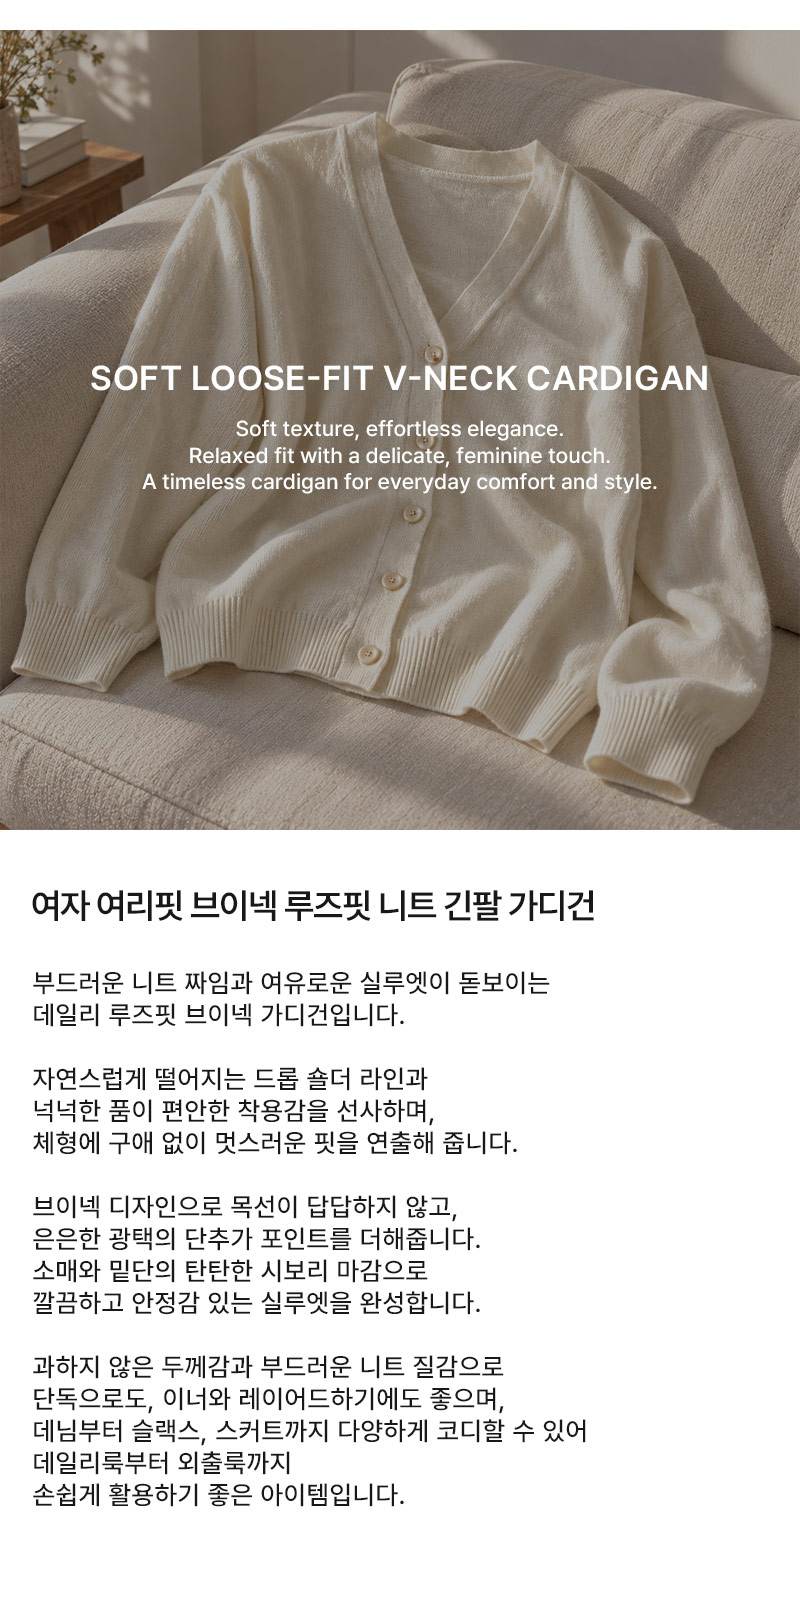 SOFT LOOSE-FIT V-NECK CARDIGAN
Soft texture, effortless elegance.
Relaxed fit with a delicate, feminine touch.
A timeless cardigan for everyday comfort and style.
여자 여리핏 브이넥 루즈핏 니트 긴팔 가디건
부드러운 니트 짜임과 여유로운 실루엣이 돋보이는
데일리 루즈핏 브이넥 가디건입니다.
자연스럽게 떨어지는 드롭 숄더 라인과
넉넉한 품이 편안한 착용감을 선사하며,
체형에 구애 없이 멋스러운 핏을 연출해 줍니다.
브이넥 디자인으로 목선이 답답하지 않고,
은은한 광택의 단추가 포인트를 더해줍니다.
소매와 밑단의 탄탄한 시보리 마감으로
깔끔하고 안정감 있는 실루엣을 완성합니다.
과하지 않은 두께감과 부드러운 니트 질감으로
단독으로도, 이너와 레이어드하기에도 좋으며,
데님부터 슬랙스, 스커트까지 다양하게 코디할 수 있어
데일리룩부터 외출룩까지
손쉽게 활용하기 좋은 아이템입니다.